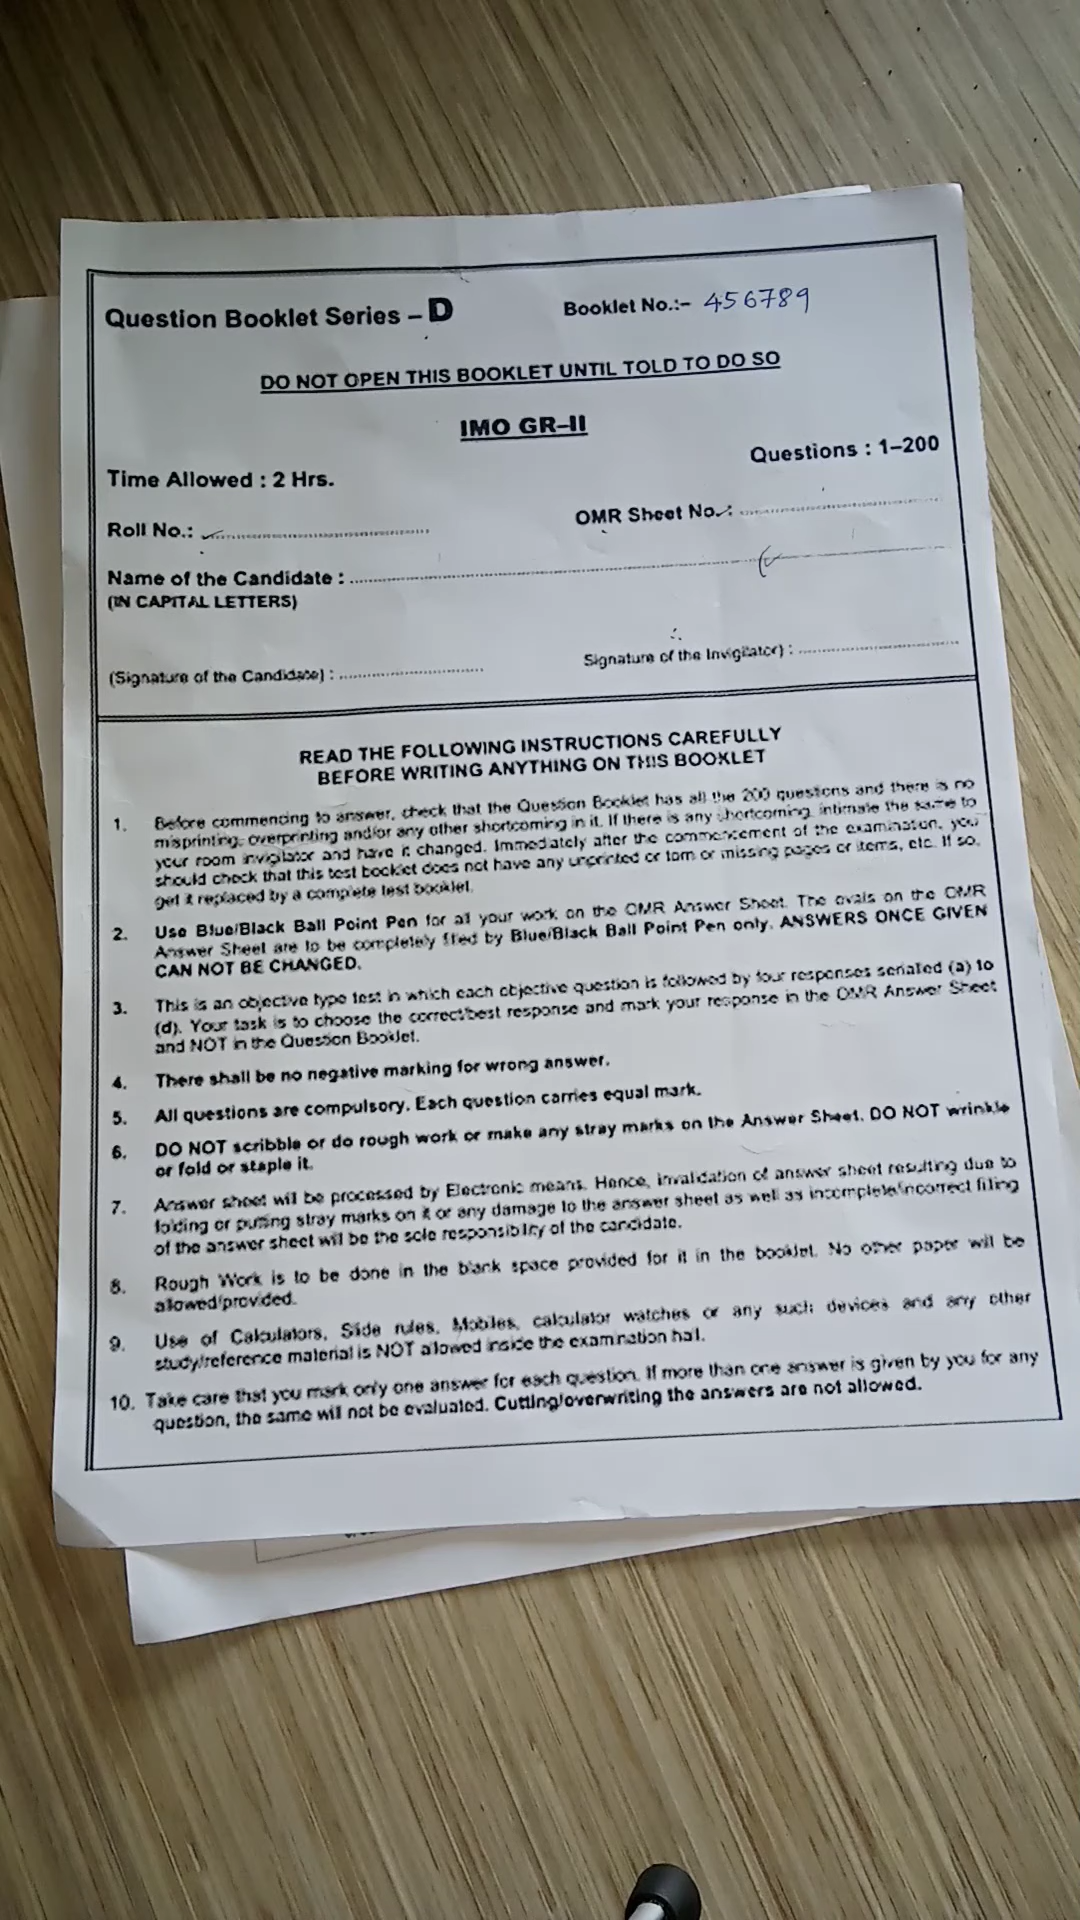 Question Booklet Series – D
Booklet No.:- 456789
DO NOT OPEN THIS BOOKLET UNTIL TOLD TO DO SO
IMO GR–II
Time Allowed : 2 Hrs.
Questions : 1–200
Roll No.:
OMR Sheet No.:
Name of the Candidate :
(IN CAPITAL LETTERS)
(Signature of the Candidate) :
Signature of the Invigilator) :
READ THE FOLLOWING INSTRUCTIONS CAREFULLY
BEFORE WRITING ANYTHING ON THIS BOOKLET
1. Before commencing to answer, check that the Question Booklet has all the 200 questions and there is no
misprinting, overprinting and/or any other shortcoming in it. If there is any shortcoming, intimate the same to
your room invigilator and have it changed. Immediately after the commencement of the examination, you
should check that this test booklet does not have any unprinted or torn or missing pages or items, etc. If so,
get it replaced by a complete test booklet.
2. Use Blue/Black Ball Point Pen for all your work on the OMR Answer Sheet. The ovals on the OMR
Answer Sheet are to be completely filled by Blue/Black Ball Point Pen only. ANSWERS ONCE GIVEN
CAN NOT BE CHANGED.
3. This is an objective type test in which each objective question is followed by four responses serialled (a) to
(d). Your task is to choose the correct/best response and mark your response in the OMR Answer Sheet
and NOT in the Question Booklet.
4. There shall be no negative marking for wrong answer.
5. All questions are compulsory. Each question carries equal mark.
6. DO NOT scribble or do rough work or make any stray marks on the Answer Sheet. DO NOT wrinkle
or fold or staple it.
7. Answer sheet will be processed by Electronic means. Hence, invalidation of answer sheet resulting due to
folding or putting stray marks on it or any damage to the answer sheet as well as incomplete/incorrect filling
of the answer sheet will be the sole responsibility of the candidate.
8. Rough Work is to be done in the blank space provided for it in the booklet. No other paper will be
allowed/provided.
9. Use of Calculators, Slide rules, Mobiles, calculator watches or any such devices and any other
study/reference material is NOT allowed inside the examination hall.
10. Take care that you mark only one answer for each question. If more than one answer is given by you for any
question, the same will not be evaluated. Cutting/overwriting the answers are not allowed.